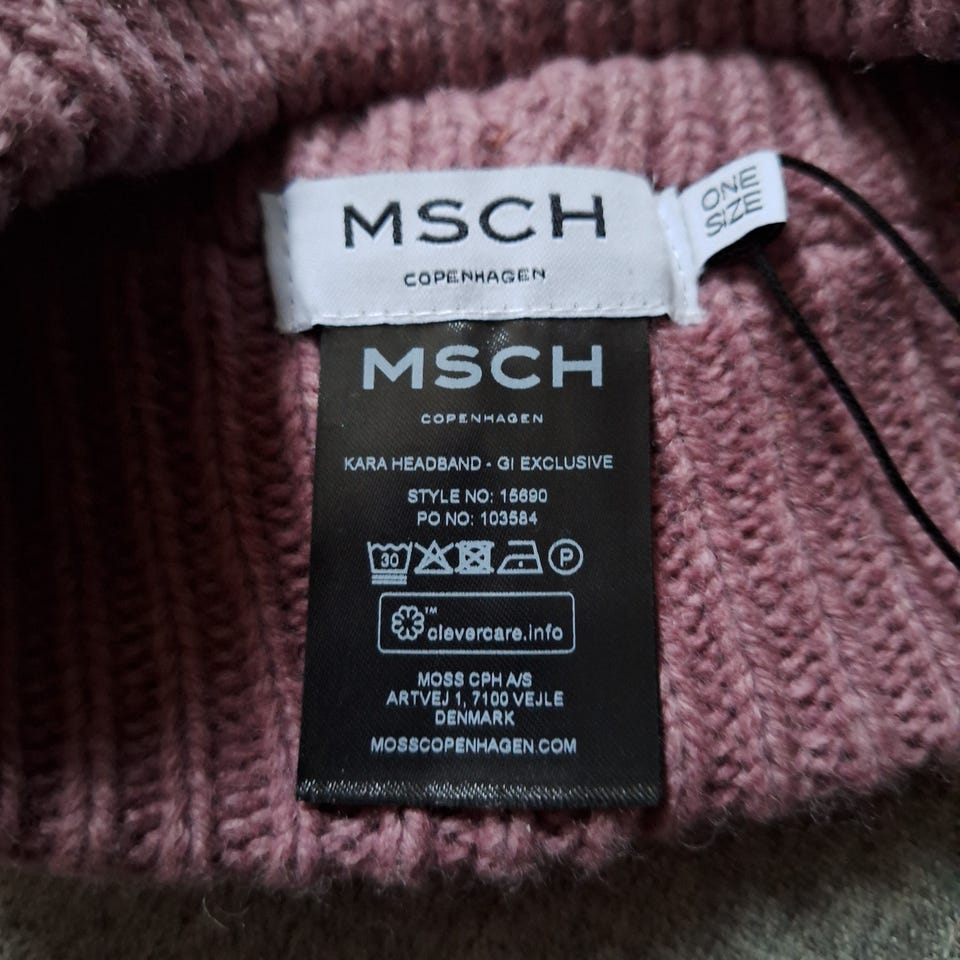 MSCH
COPENHAGEN
ONE
SIZE
MSCH
COPENHAGEN
KARA HEADBAND - GI EXCLUSIVE
STYLE NO: 15690
PO NO: 103584
30 P
™
clevercare.info
MOSS CPH A/S
ARTVEJ 1, 7100 VEJLE
DENMARK
MOSSCOPENHAGEN.COM